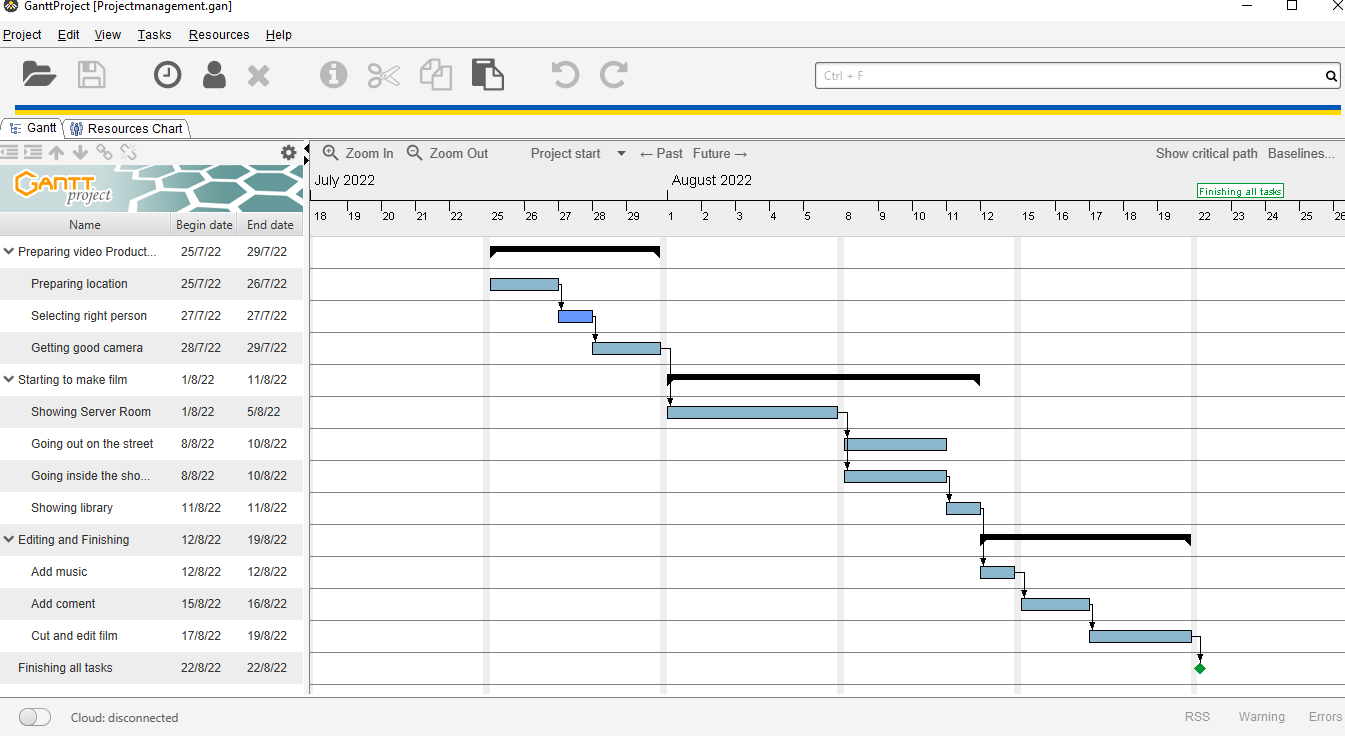 GanttProject [Projectmanagement.gan]
Project Edit View Tasks Resources Help
Ctrl + F
Gantt Resources Chart
Zoom In Zoom Out Project start ← Past Future → Show critical path Baselines...
GANTT project
July 2022 August 2022
Finishing all tasks
18 19 20 21 22 25 26 27 28 29 1 2 3 4 5 8 9 10 11 12 15 16 17 18 19 22 23 24 25 26
Name Begin date End date
Preparing video Product... 25/7/22 29/7/22
Preparing location 25/7/22 26/7/22
Selecting right person 27/7/22 27/7/22
Getting good camera 28/7/22 29/7/22
Starting to make film 1/8/22 11/8/22
Showing Server Room 1/8/22 5/8/22
Going out on the street 8/8/22 10/8/22
Going inside the sho... 8/8/22 10/8/22
Showing library 11/8/22 11/8/22
Editing and Finishing 12/8/22 19/8/22
Add music 12/8/22 12/8/22
Add coment 15/8/22 16/8/22
Cut and edit film 17/8/22 19/8/22
Finishing all tasks 22/8/22 22/8/22
Cloud: disconnected RSS Warning Errors